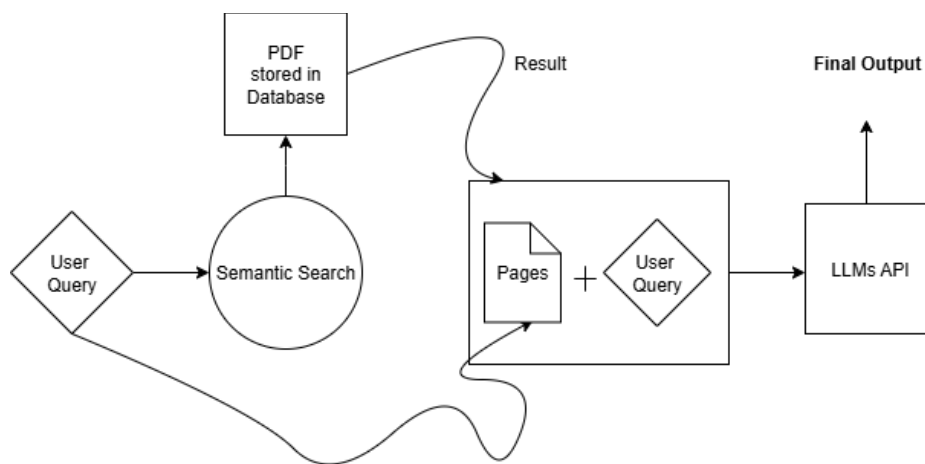 PDF
stored in
Database
Result
Final Output
User
Query
Semantic Search
Pages
User
Query
LLMs API